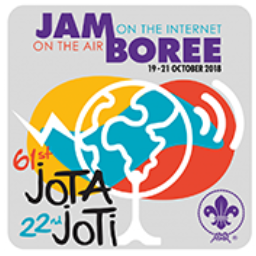 JAM ON THE INTERNET
ON THE AIR BOREE
19-21 OCTOBER 2018
61st
JOTA
22nd
JOTI